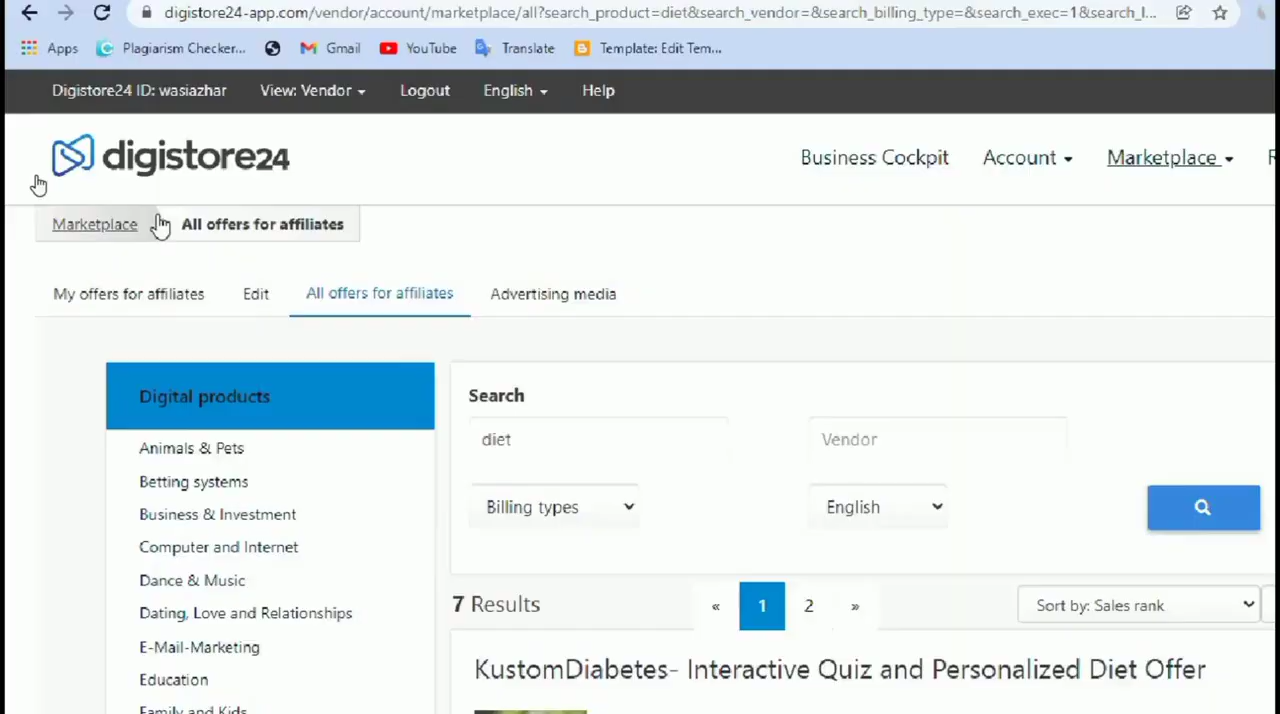 digistore24-app.com/vendor/account/marketplace/all?search_product=diet&search_vendor=&search_billing_type=&search_exec=1&search_l...
Apps Plagiarism Checker... Gmail YouTube Translate Template: Edit Tem...
Digistore24 ID: wasiazhar View: Vendor Logout English Help
digistore24 Business Cockpit Account Marketplace
Marketplace All offers for affiliates
My offers for affiliates Edit All offers for affiliates Advertising media
Digital products
Animals & Pets
Betting systems
Business & Investment
Computer and Internet
Dance & Music
Dating, Love and Relationships
E-Mail-Marketing
Education
Family and Kids
Search
diet Vendor
Billing types English
7 Results « 1 2 » Sort by: Sales rank
KustomDiabetes- Interactive Quiz and Personalized Diet Offer